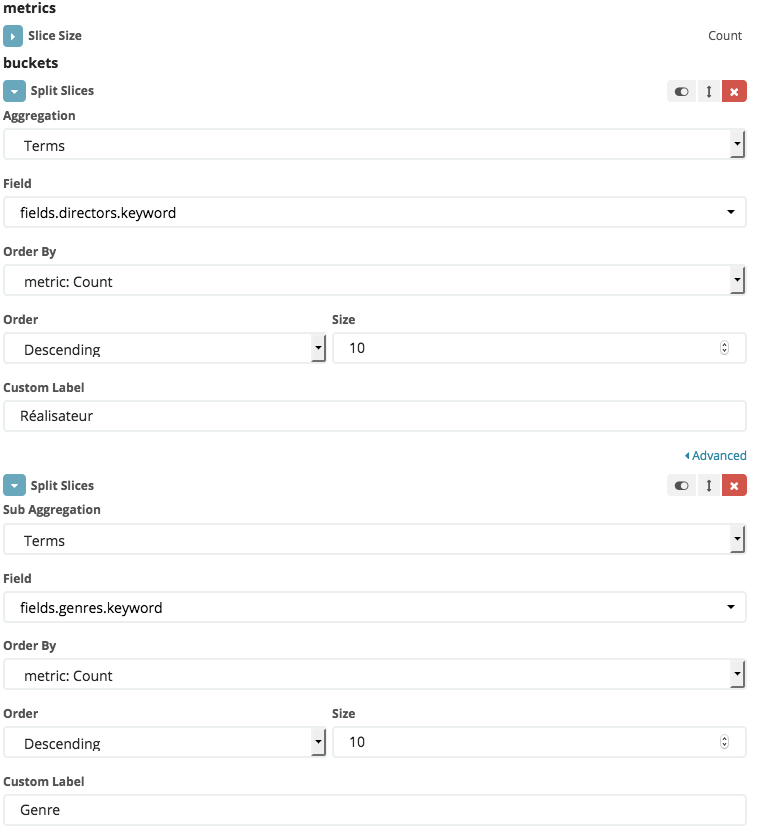 metrics
Slice Size Count
buckets
Split Slices
Aggregation
Terms
Field
fields.directors.keyword
Order By
metric: Count
Order Size
Descending 10
Custom Label
Réalisateur
Advanced
Split Slices
Sub Aggregation
Terms
Field
fields.genres.keyword
Order By
metric: Count
Order Size
Descending 10
Custom Label
Genre